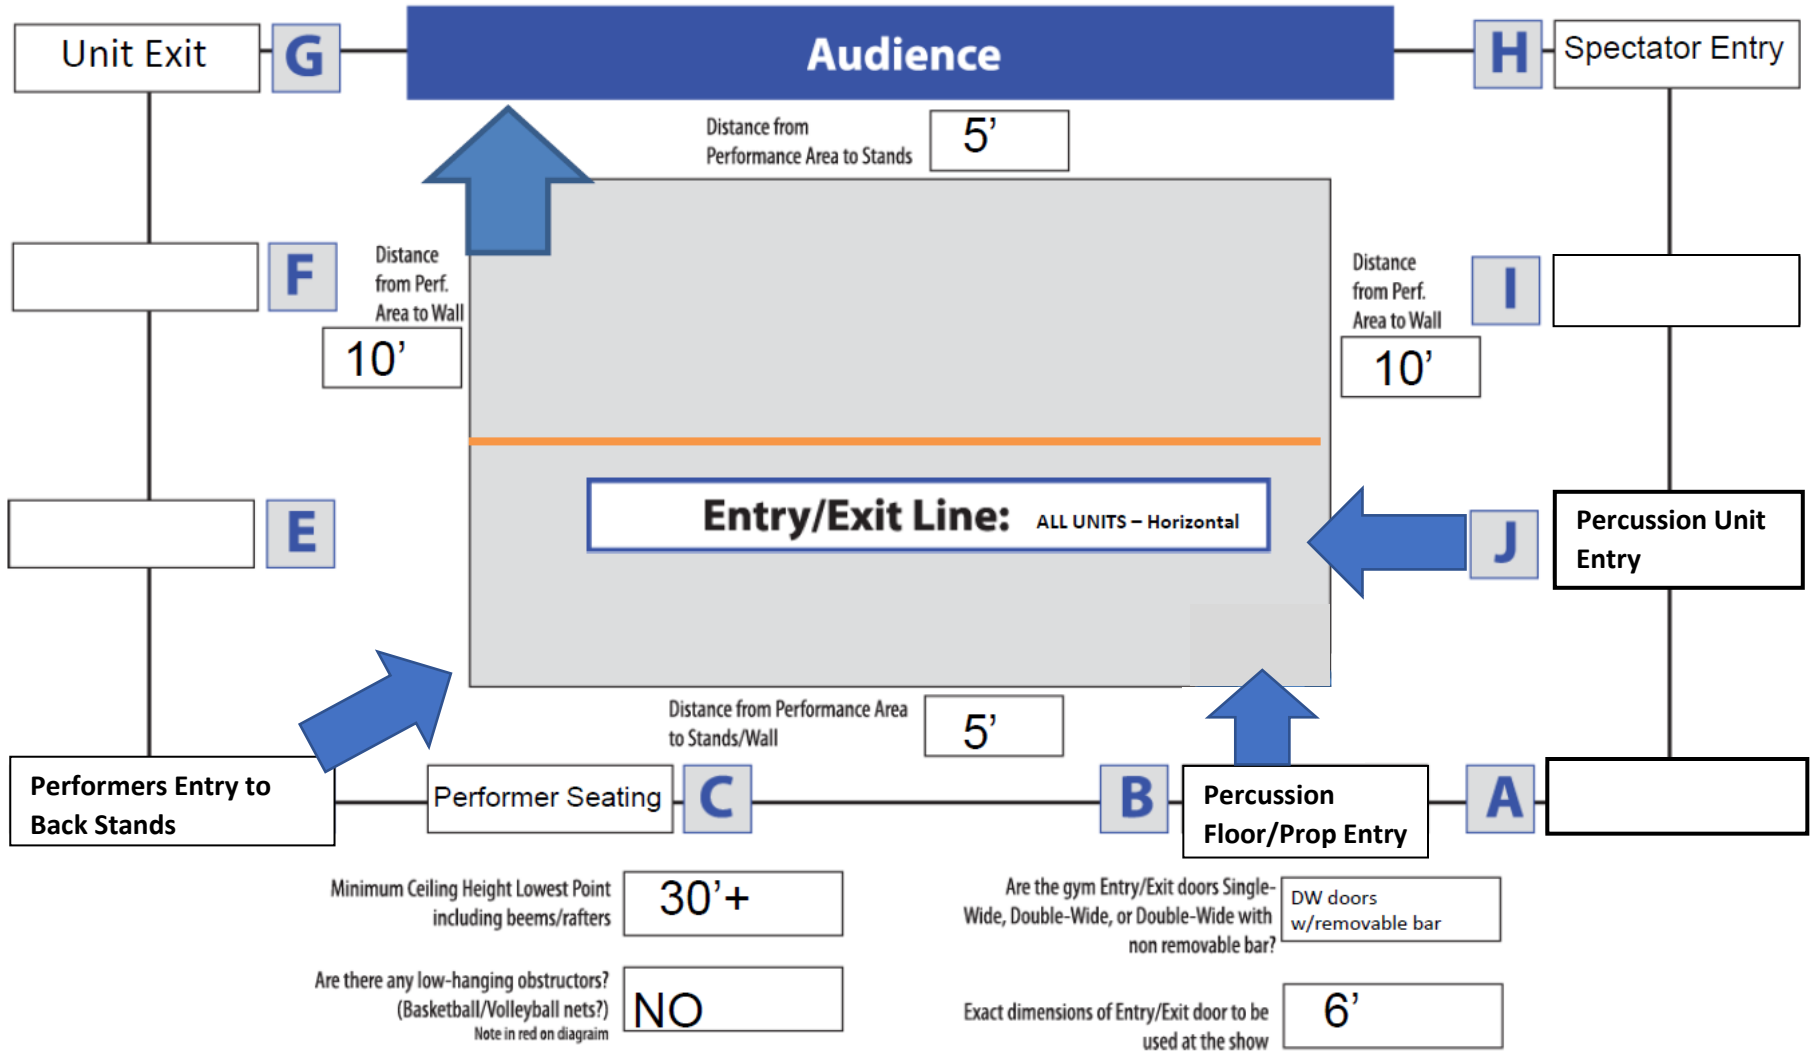 Unit Exit
G
Audience
H
Spectator Entry
Distance from
Performance Area to Stands
5’
F
Distance
from Perf.
Area to Wall
10’
Distance
from Perf.
Area to Wall
10’
I
E
Entry/Exit Line: ALL UNITS – Horizontal
J
Percussion Unit
Entry
Distance from Performance Area
to Stands/Wall
5’
Performers Entry to
Back Stands
Performer Seating
C
B
Percussion
Floor/Prop Entry
A
Minimum Ceiling Height Lowest Point
including beems/rafters
30’+
Are the gym Entry/Exit doors Single-
Wide, Double-Wide, or Double-Wide with
non removable bar?
DW doors
w/removable bar
Are there any low-hanging obstructors?
(Basketball/Volleyball nets?)
Note in red on diagraim
NO
Exact dimensions of Entry/Exit door to be
used at the show
6’